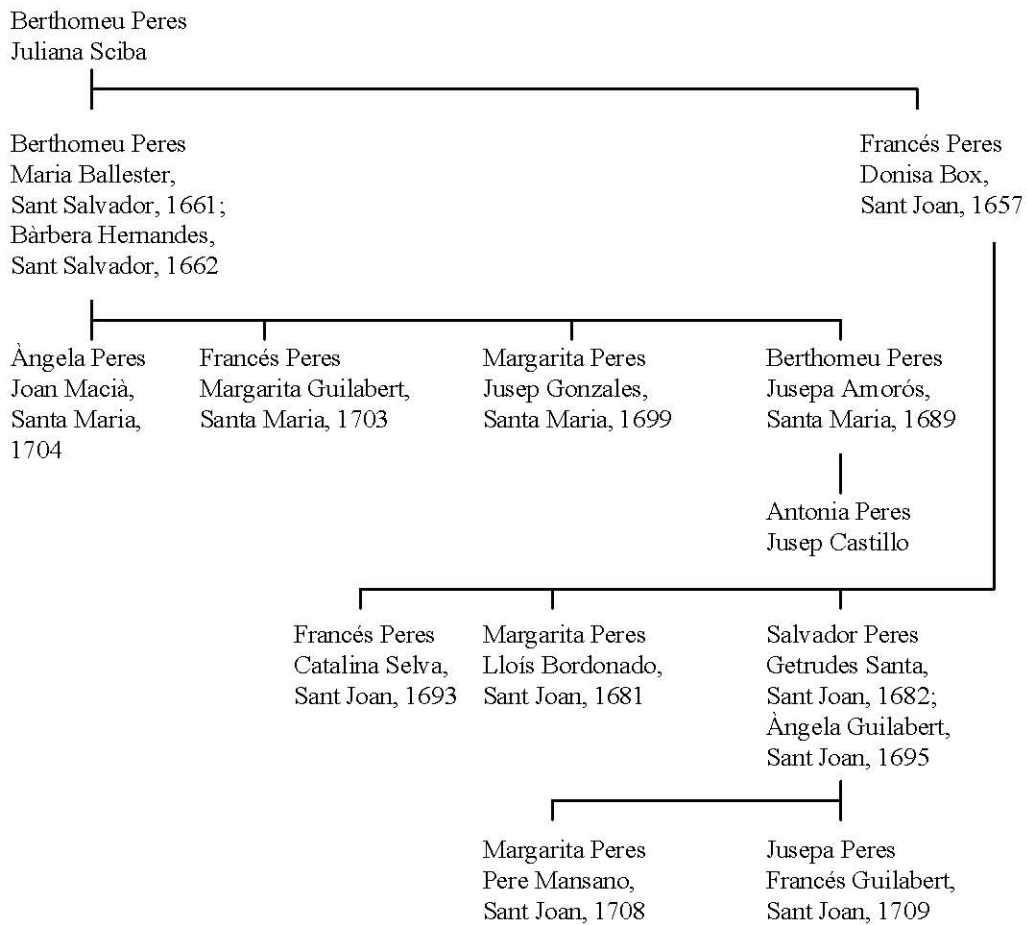 Berthomeu Peres
Juliana Sciba
Berthomeu Peres
Maria Ballester,
Sant Salvador, 1661;
Bàrbera Hernandes,
Sant Salvador, 1662
Francés Peres
Donisa Box,
Sant Joan, 1657
Àngela Peres
Joan Macià,
Santa Maria,
1704
Francés Peres
Margarita Guilabert,
Santa Maria, 1703
Margarita Peres
Jusep Gonzales,
Santa Maria, 1699
Berthomeu Peres
Jusepa Amorós,
Santa Maria, 1689
Antonia Peres
Jusep Castillo
Francés Peres
Catalina Selva,
Sant Joan, 1693
Margarita Peres
Lloís Bordonado,
Sant Joan, 1681
Salvador Peres
Getrudes Santa,
Sant Joan, 1682;
Àngela Guilabert,
Sant Joan, 1695
Margarita Peres
Pere Mansano,
Sant Joan, 1708
Jusepa Peres
Francés Guilabert,
Sant Joan, 1709